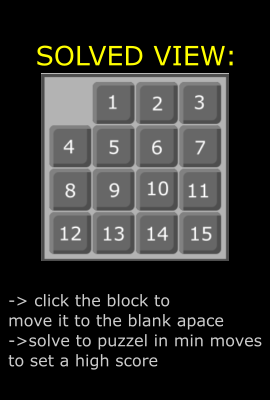 SOLVED VIEW:
1 2 3
4 5 6 7
8 9 10 11
12 13 14 15
-> click the block to
move it to the blank apace
->solve to puzzel in min moves
to set a high score